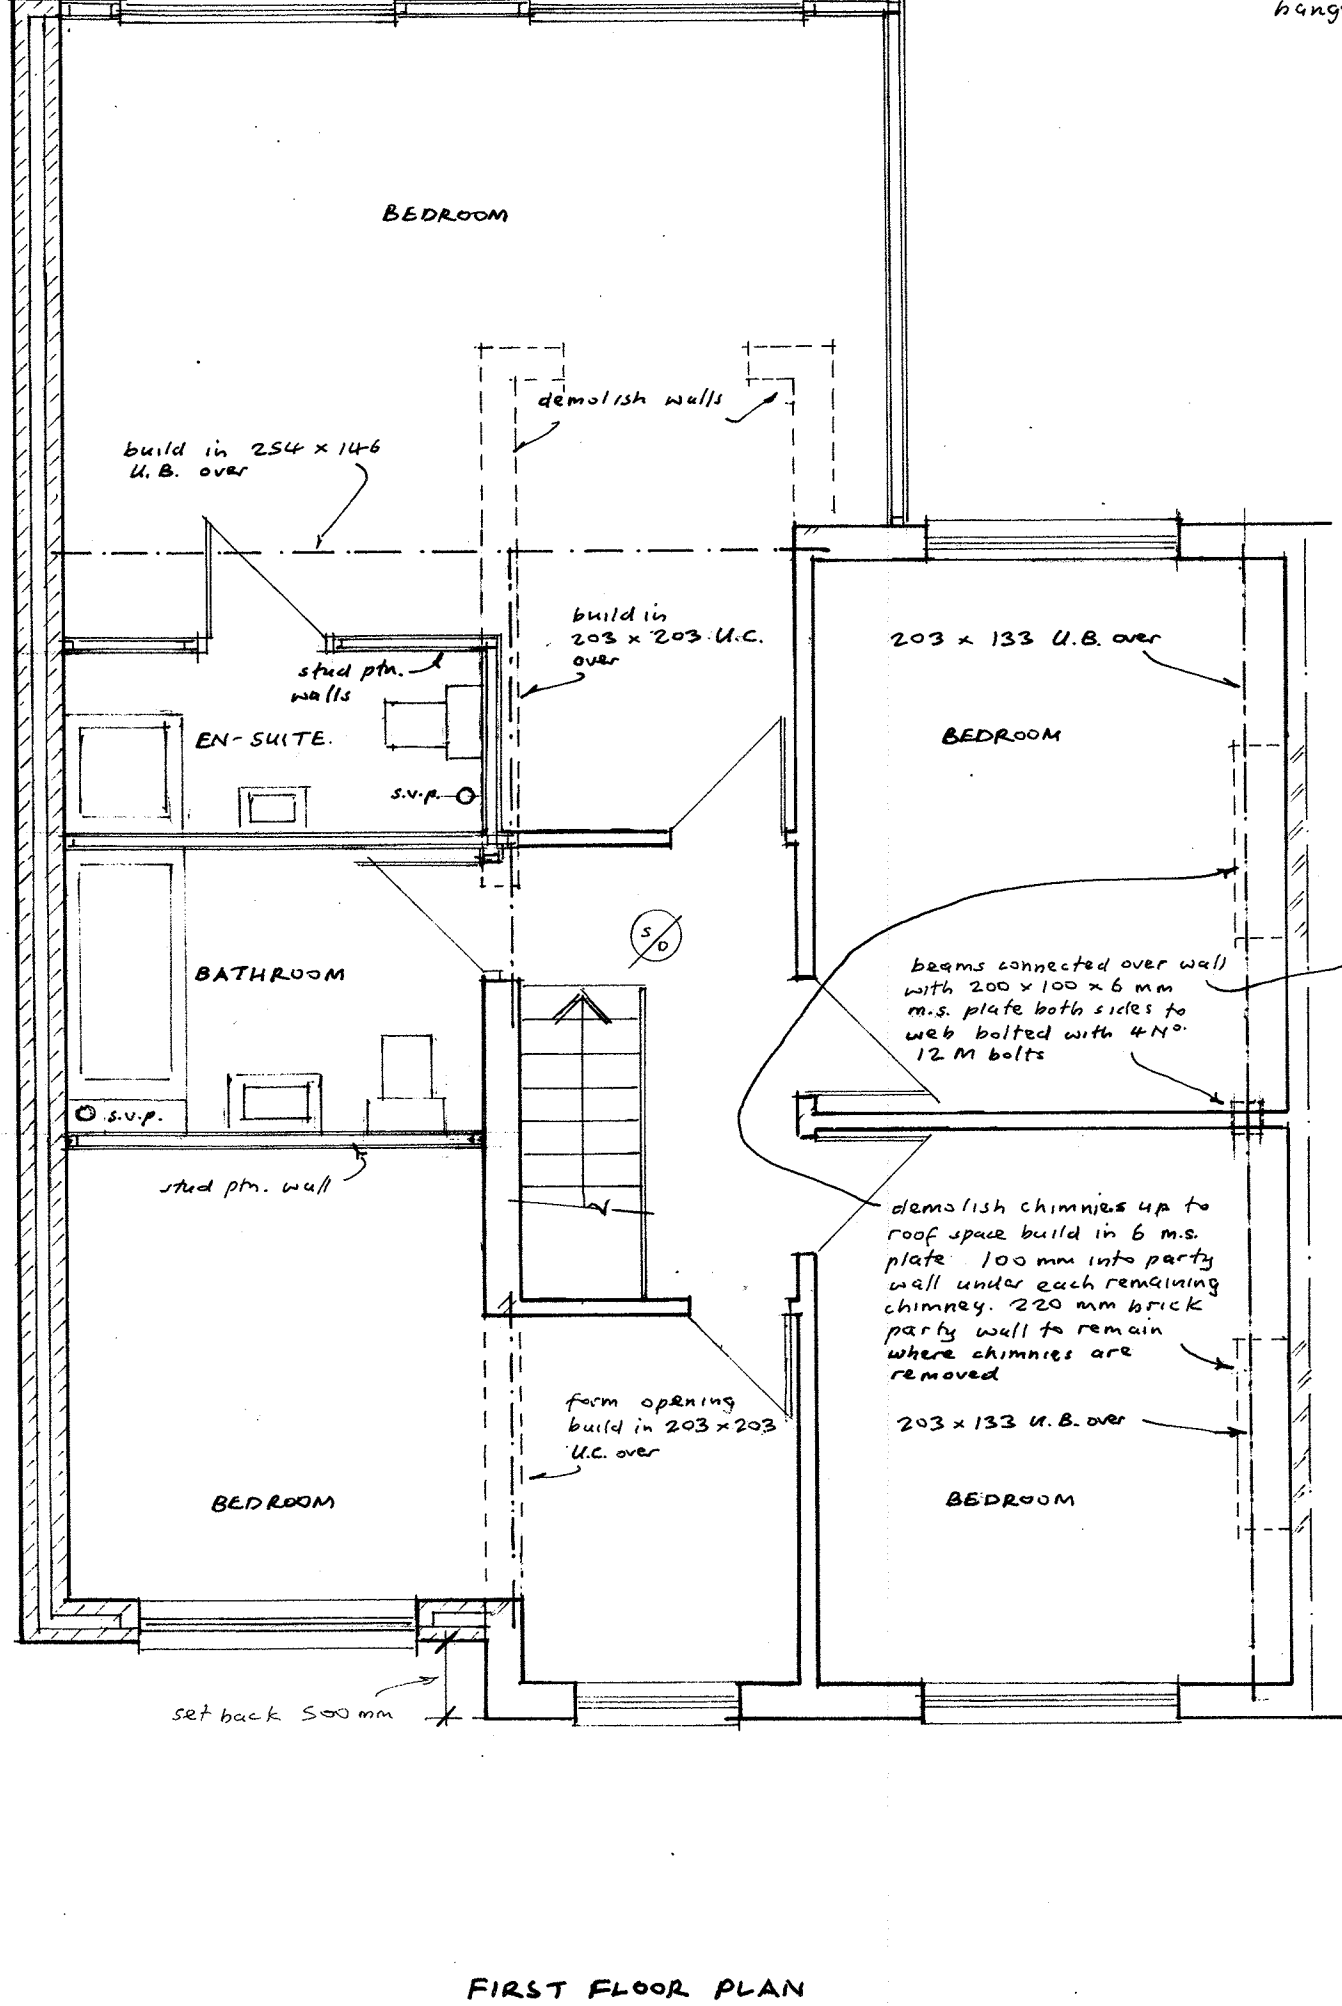 hang
BEDROOM
demolish walls
build in 254 x 146
U.B. over
build in
203 x 203 U.C.
over
203 x 133 U.B. over
stud ptn.
walls
EN-SUITE.
BEDROOM
s.v.p.
S/D
BATHROOM
beams connected over wall
with 200 x 100 x 6 mm
m.s. plate both sides to
web bolted with 4 No.
12 M bolts
s.v.p.
stud ptn. wall
demolish chimnies up to
roof space build in 6 m.s.
plate 100 mm into party
wall under each remaining
chimney. 220 mm brick
party wall to remain
where chimnies are
removed
form opening
build in 203 x 203
U.C. over
203 x 133 U.B. over
BEDROOM
BEDROOM
set back 500 mm
FIRST FLOOR PLAN